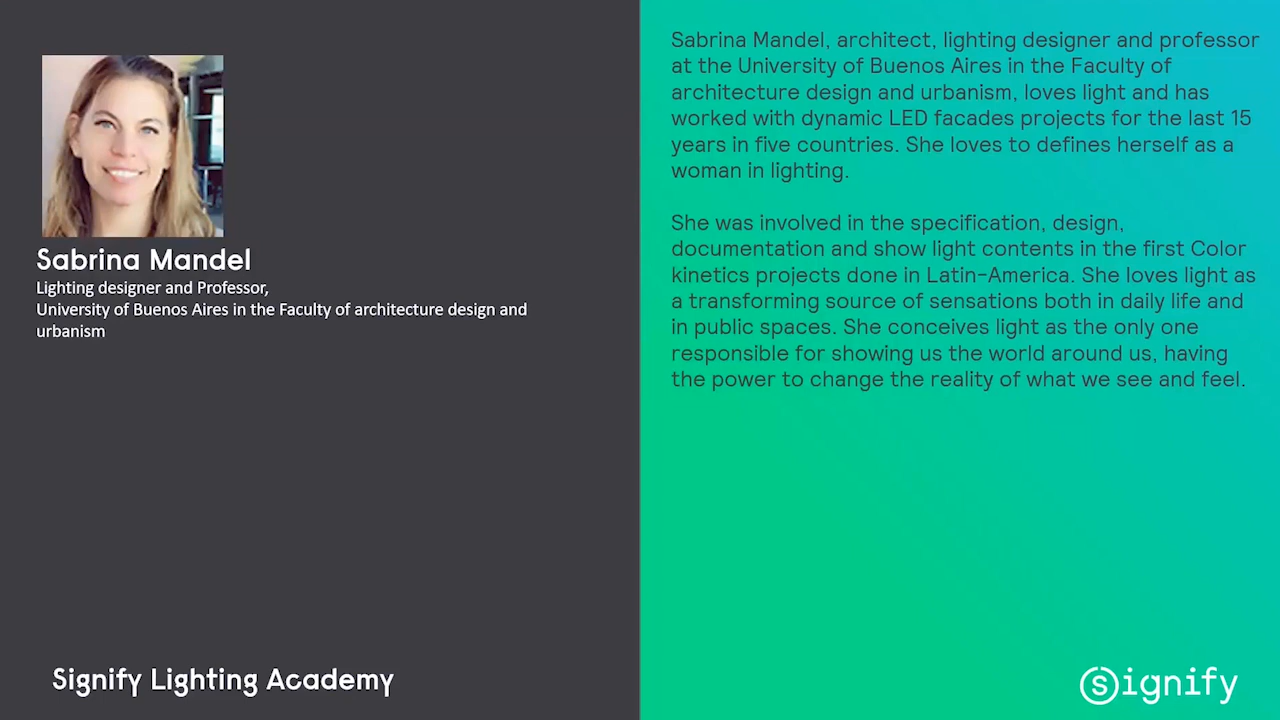 Sabrina Mandel
Lighting designer and Professor,
University of Buenos Aires in the Faculty of architecture design and
urbanism
Signify Lighting Academy
Sabrina Mandel, architect, lighting designer and professor
at the University of Buenos Aires in the Faculty of
architecture design and urbanism, loves light and has
worked with dynamic LED facades projects for the last 15
years in five countries. She loves to defines herself as a
woman in lighting.
She was involved in the specification, design,
documentation and show light contents in the first Color
kinetics projects done in Latin-America. She loves light as
a transforming source of sensations both in daily life and
in public spaces. She conceives light as the only one
responsible for showing us the world around us, having
the power to change the reality of what we see and feel.
signify